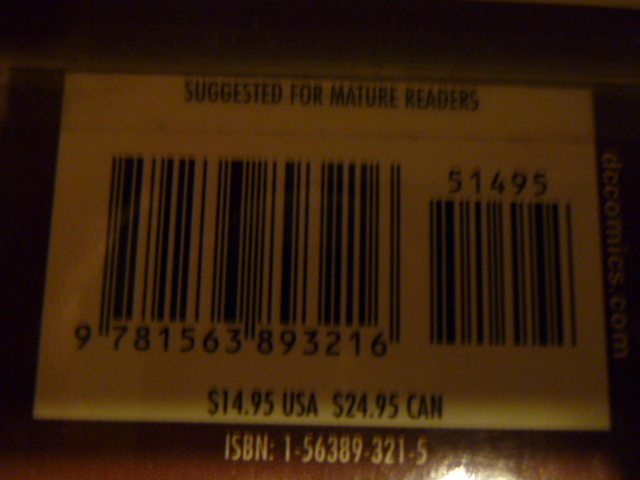 SUGGESTED FOR MATURE READERS
51495
9 781563 893216
$14.95 USA $24.95 CAN
ISBN: 1-56389-321-5
dccomics.com